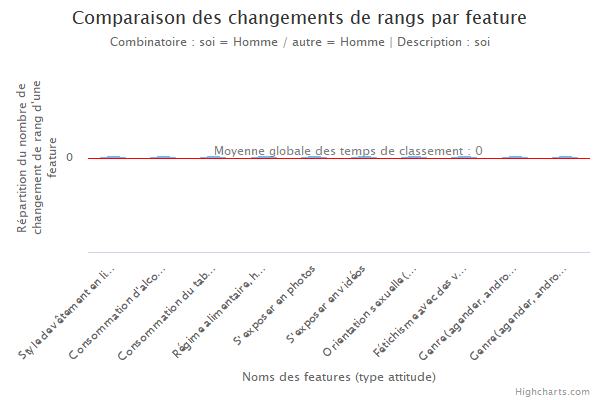 Comparaison des changements de rangs par feature
Combinatoire : soi = Homme / autre = Homme | Description : soi
Répartition du nombre de
changement de rang d'une
feature
0
Moyenne globale des temps de classement : 0
Style de vêtement en li…
Consommation d'alco…
Consommation du tab…
Régime alimentaire, h…
S'exposer en photos
S'exposer en vidéos
Orientation sexuelle (…
Fétichisme avec des v…
Genre (agender, andro…
Genre (agender, andro…
Noms des features (type attitude)
Highcharts.com